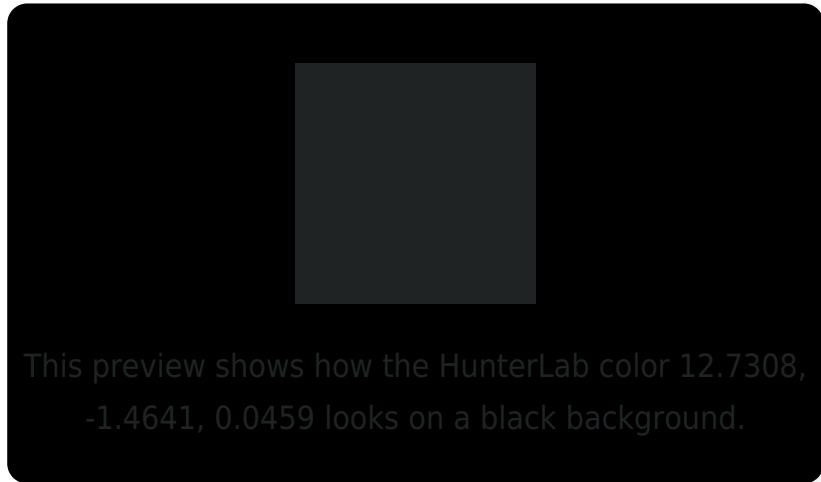 This preview shows how the HunterLab color 12.7308,
-1.4641, 0.0459 looks on a black background.